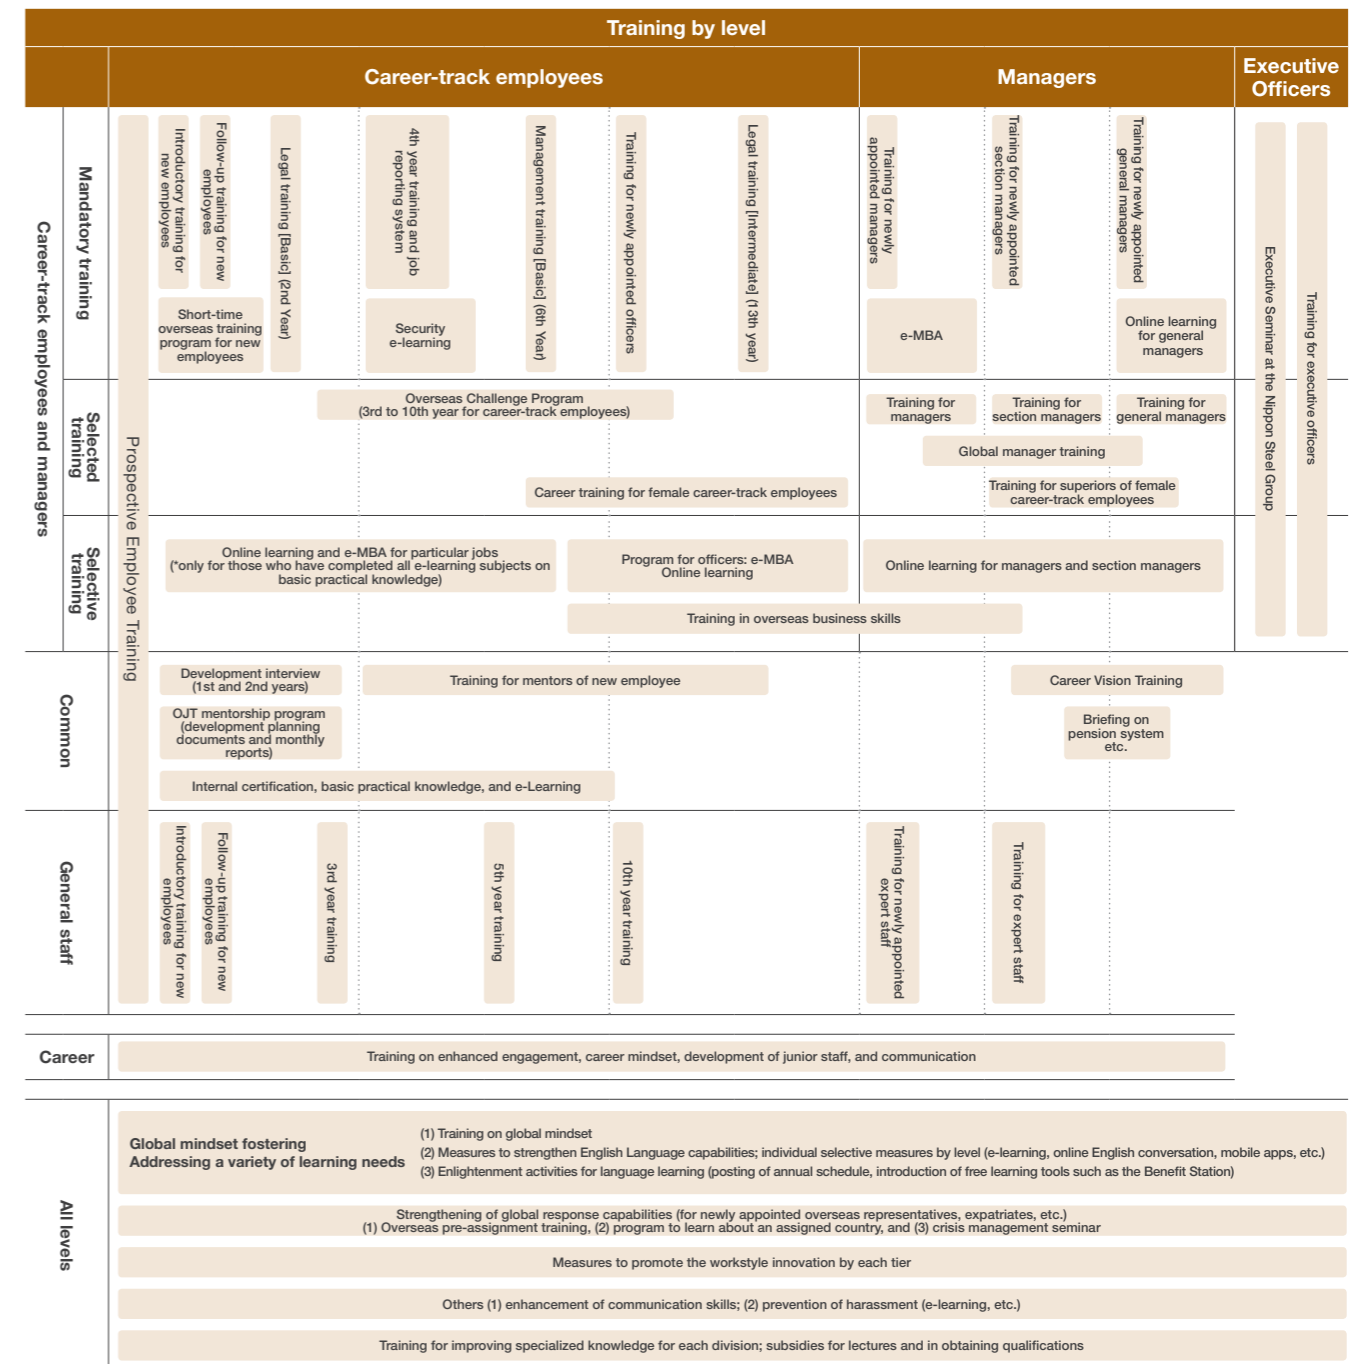 Training by level
Career-track employees
Managers
Executive
Officers
Career-track employees and managers
Mandatory training
Prospective Employee Training
Introductory training for
new employees
Follow-up training for new
employees
Short-time
overseas training
program for new
employees
Legal training [Basic] (2nd Year)
4th year training and job
reporting system
Security
e-learning
Management training [Basic] (6th Year)
Training for newly appointed officers
Legal training [Intermediate] (13th year)
Training for newly
appointed managers
e-MBA
Training for newly appointed
section managers
Training for newly appointed
general managers
Online learning
for general
managers
Executive Seminar at the Nippon Steel Group
Training for executive officers
Selected
training
Overseas Challenge Program
(3rd to 10th year for career-track employees)
Career training for female career-track employees
Training for
managers
Training for
section managers
Training for
general managers
Global manager training
Training for superiors of female
career-track employees
Selective
training
Online learning and e-MBA for particular jobs
(*only for those who have completed all e-learning subjects on
basic practical knowledge)
Program for officers: e-MBA
Online learning
Online learning for managers and section managers
Training in overseas business skills
Common
Development interview
(1st and 2nd years)
Training for mentors of new employee
Career Vision Training
OJT mentorship program
(development planning
documents and monthly
reports)
Briefing on
pension system
etc.
Internal certification, basic practical knowledge, and e-Learning
General staff
Introductory training for new
employees
Follow-up training for new
employees
3rd year training
5th year training
10th year training
Training for newly appointed
expert staff
Training for expert staff
Career
Training on enhanced engagement, career mindset, development of junior staff, and communication
All levels
Global mindset fostering
Addressing a variety of learning needs
(1) Training on global mindset
(2) Measures to strengthen English Language capabilities; individual selective measures by level (e-learning, online English conversation, mobile apps, etc.)
(3) Enlightenment activities for language learning (posting of annual schedule, introduction of free learning tools such as the Benefit Station)
Strengthening of global response capabilities (for newly appointed overseas representatives, expatriates, etc.)
(1) Overseas pre-assignment training, (2) program to learn about an assigned country, and (3) crisis management seminar
Measures to promote the workstyle innovation by each tier
Others (1) enhancement of communication skills; (2) prevention of harassment (e-learning, etc.)
Training for improving specialized knowledge for each division; subsidies for lectures and in obtaining qualifications